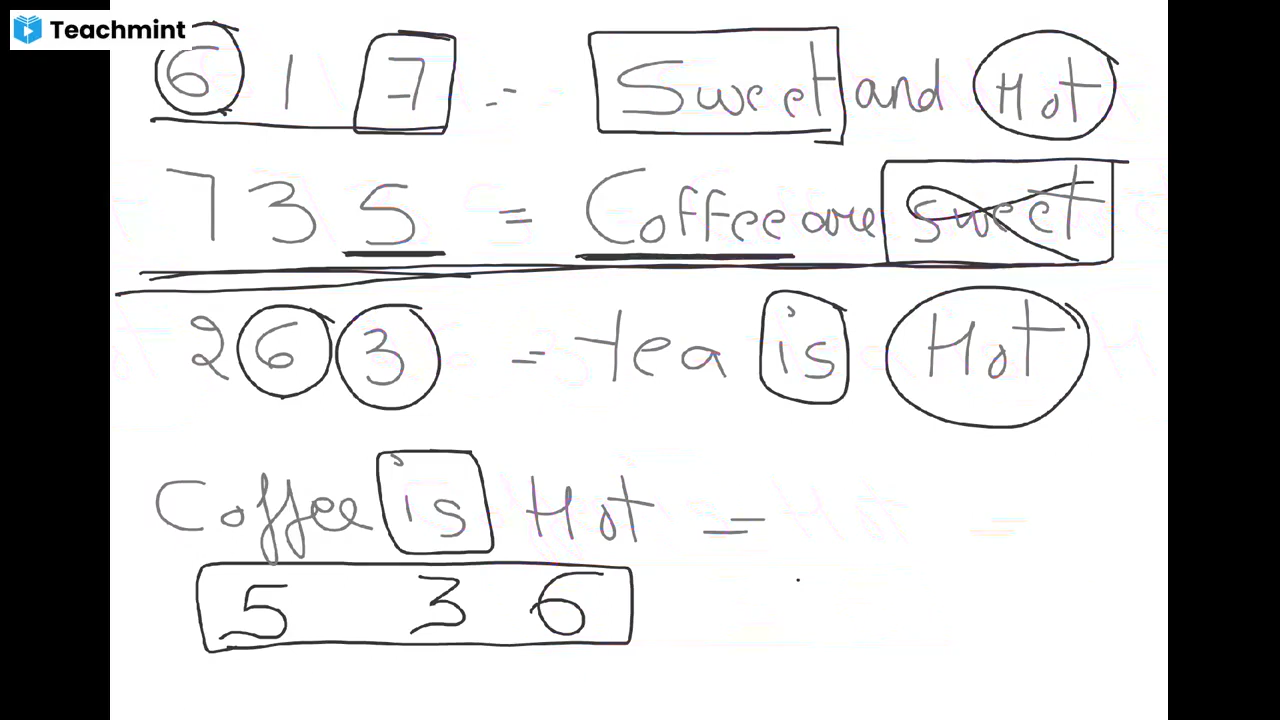 Teachmint
6 1 7 = Sweet and Hot
7 3 5 = Coffee are sweet
2 6 3 = tea is Hot
Coffee is Hot =
5 3 6